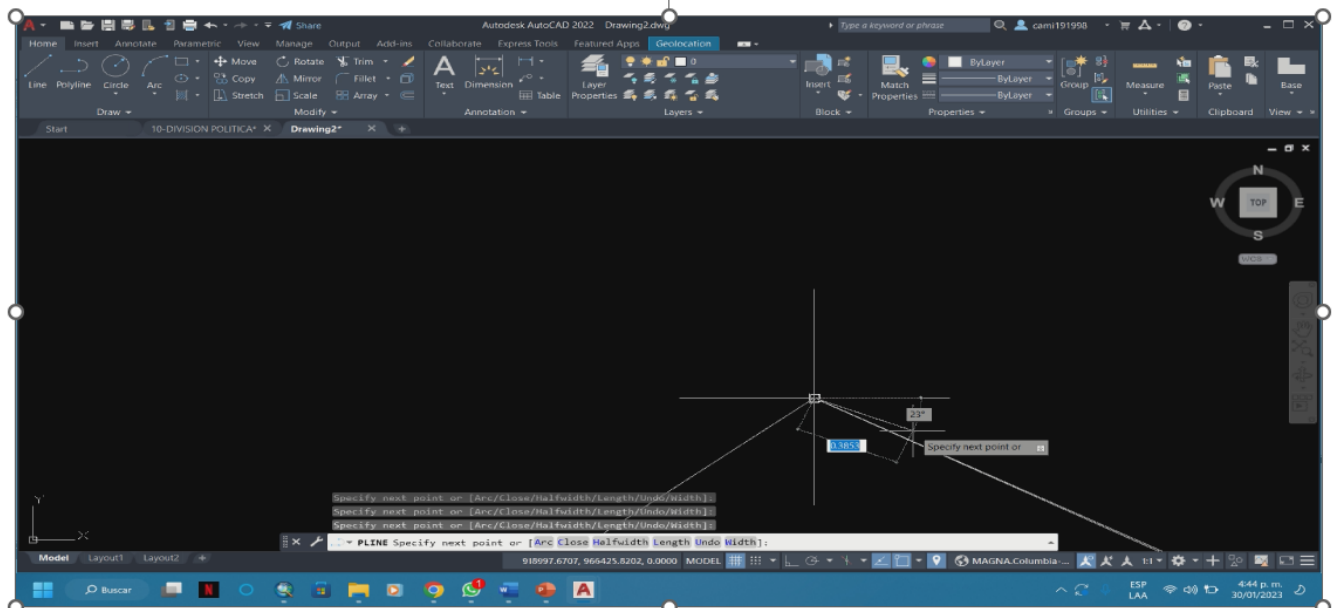 Share
Autodesk AutoCAD 2022 Drawing2.dwg
Type a keyword or phrase
cami191998
Home Insert Annotate Parametric View Manage Output Add-ins Collaborate Express Tools Featured Apps Geolocation
Move Rotate Trim 0 ByLayer
Copy Mirror Fillet ByLayer
Line Polyline Circle Arc Text Dimension Layer Properties Insert Match Properties Group Measure Paste Base
Stretch Scale Array Table ByLayer
Draw Modify Annotation Layers Block Properties Groups Utilities Clipboard View
Start 10-DIVISION POLITICA* Drawing2*
N
W TOP E
S
WCS
23°
0.3853 Specify next point or
Y
X
Specify next point or [Arc/Close/Halfwidth/Length/Undo/Width]:
Specify next point or [Arc/Close/Halfwidth/Length/Undo/Width]:
Specify next point or [Arc/Close/Halfwidth/Length/Undo/Width]:
PLINE Specify next point or [Arc Close Halfwidth Length Undo Width]:
Model Layout1 Layout2 918997.6707, 966425.8202, 0.0000 MODEL MAGNA.Columbia-... 1:1
Buscar 1 ESP LAA 4:44 p. m. 30/01/2023